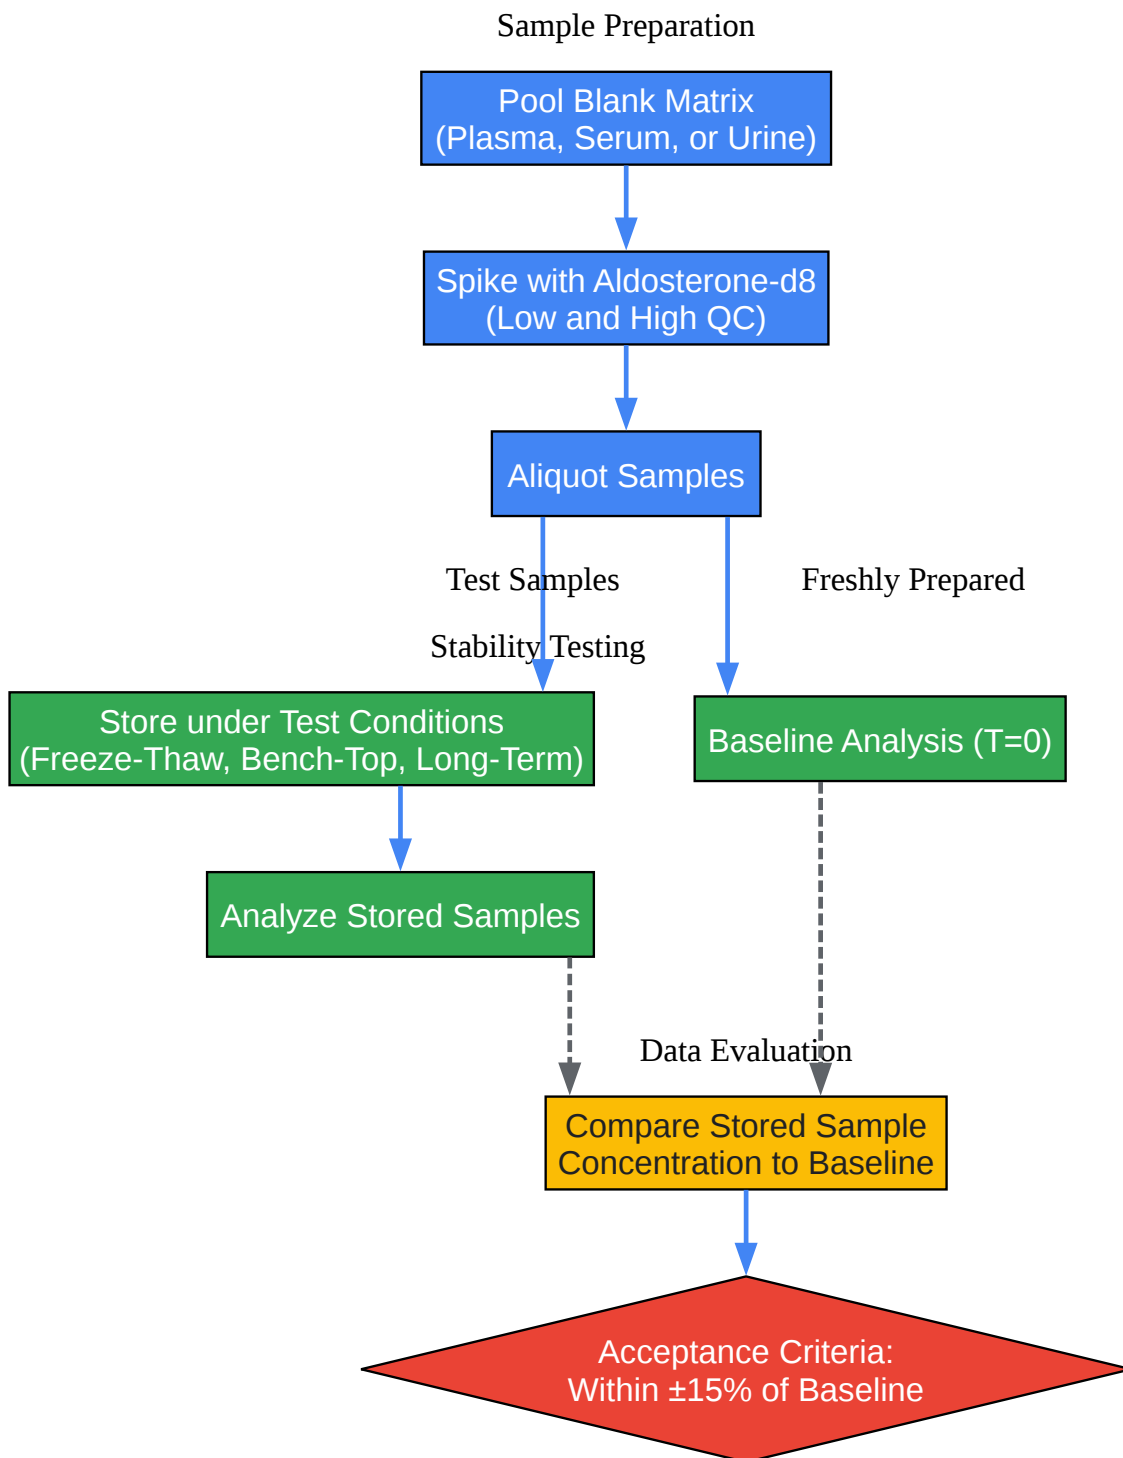 Sample Preparation
Pool Blank Matrix
(Plasma, Serum, or Urine)
Spike with Aldosterone-d8
(Low and High QC)
Aliquot Samples
Test Samples
Freshly Prepared
Stability Testing
Store under Test Conditions
(Freeze-Thaw, Bench-Top, Long-Term)
Baseline Analysis (T=0)
Analyze Stored Samples
Data Evaluation
Compare Stored Sample
Concentration to Baseline
Acceptance Criteria:
Within ±15% of Baseline